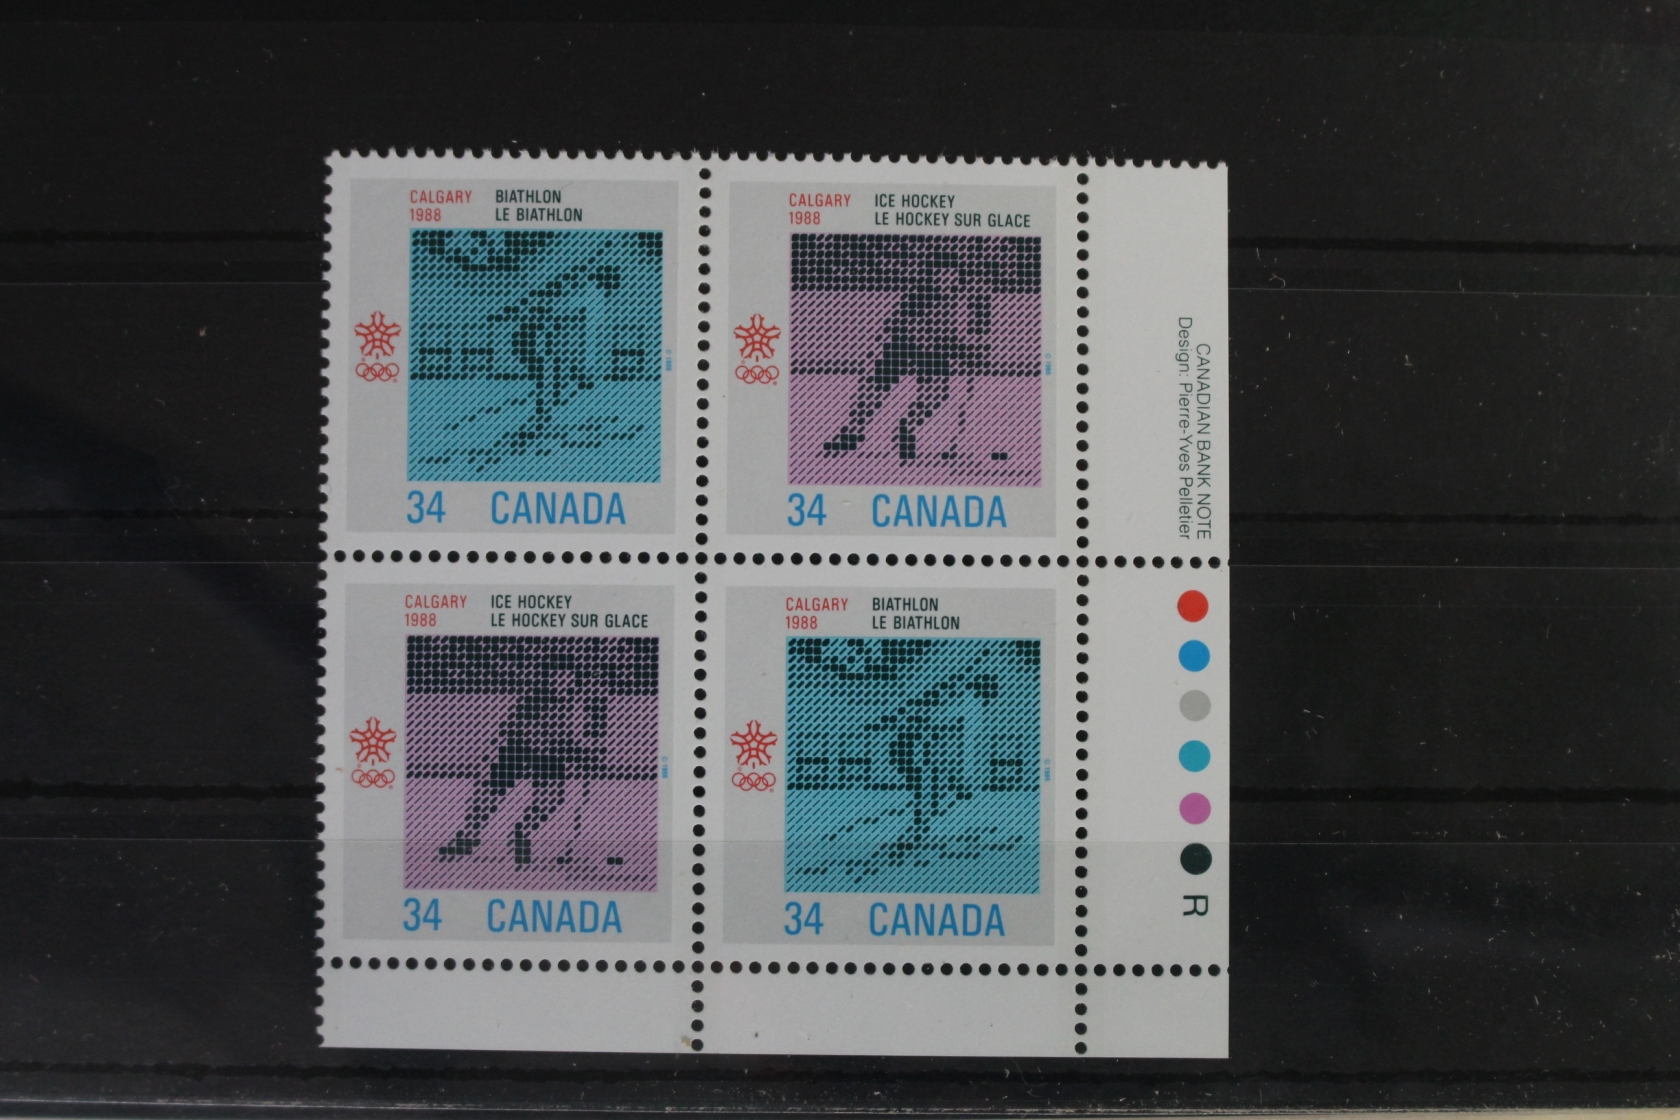 CALGARY BIATHLON
1988 LE BIATHLON
34 CANADA
CALGARY ICE HOCKEY
1988 LE HOCKEY SUR GLACE
34 CANADA
CANADIAN BANK NOTE
Design: Pierre-Yves Pelletier
CALGARY ICE HOCKEY
1988 LE HOCKEY SUR GLACE
34 CANADA
CALGARY BIATHLON
1988 LE BIATHLON
34 CANADA
R